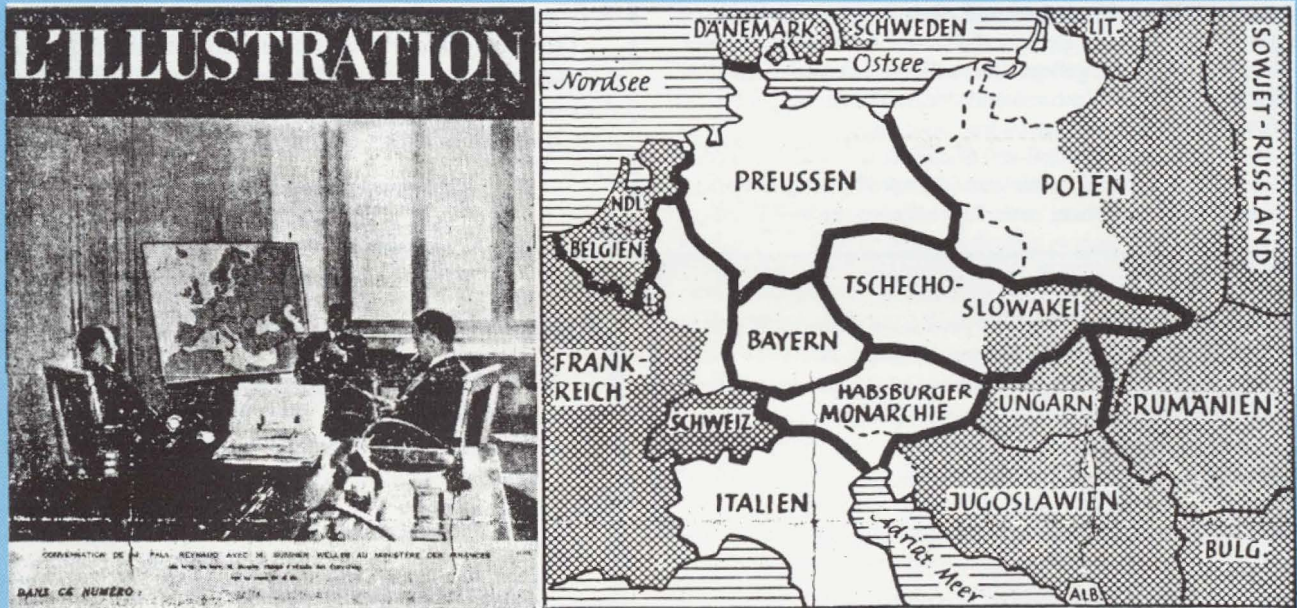 L'ILLUSTRATION
CONVERSATION DE M. PAUL REYNAUD AVEC M. SUMNER WELLES AU MINISTÈRE DES FINANCES
DANS CE NUMÉRO :
DÄNEMARK
SCHWEDEN
LIT.
Nordsee
Ostsee
SOWJET-RUSSLAND
PREUSSEN
POLEN
NDL.
BELGIEN
L.
TSCHECHO-
SLOWAKEI
BAYERN
FRANK-
REICH
HABSBURGER
MONARCHIE
UNGARN
RUMÄNIEN
SCHWEIZ
ITALIEN
JUGOSLAWIEN
Adriat. Meer
BULG.
ALB.